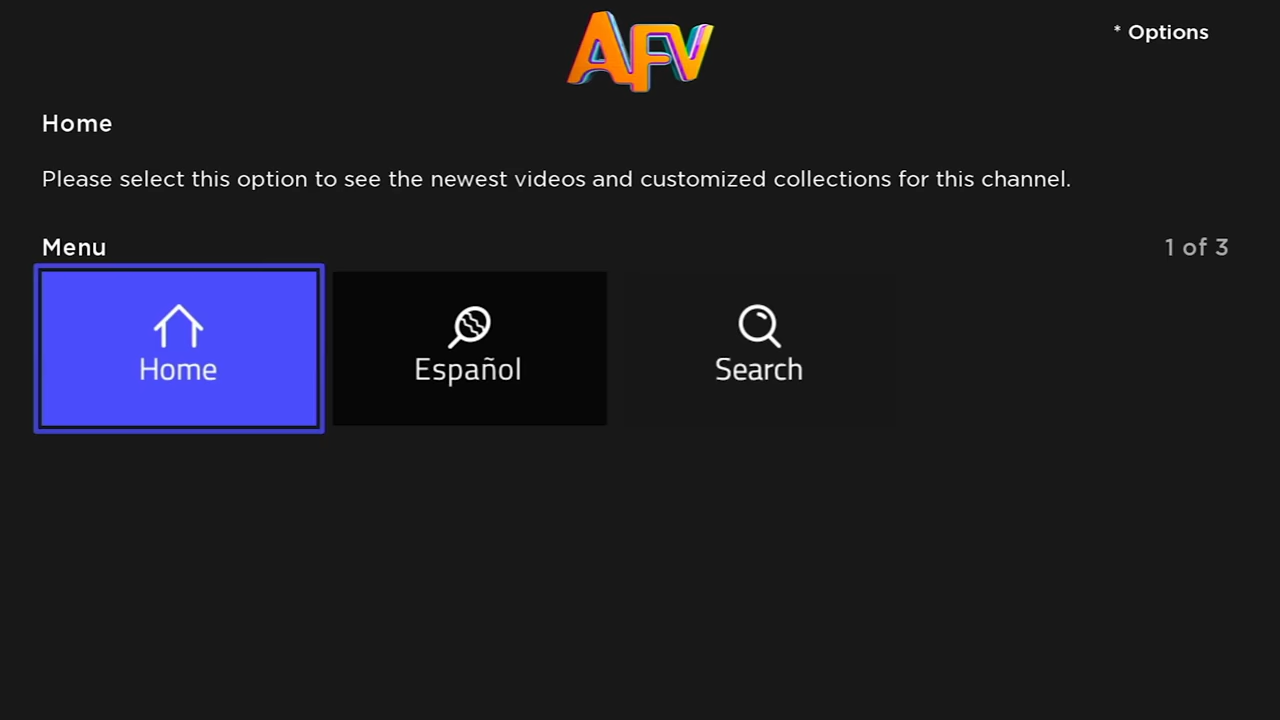 AFV
* Options
Home
Please select this option to see the newest videos and customized collections for this channel.
Menu
1 of 3
Home
Español
Search